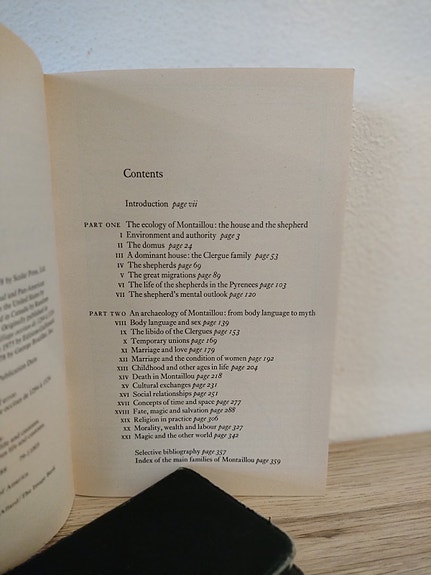 Contents
Introduction page vii
PART ONE The ecology of Montaillou: the house and the shepherd
I Environment and authority page 3
II The domus page 24
III A dominant house: the Clergue family page 53
IV The shepherds page 69
V The great migrations page 89
VI The life of the shepherds in the Pyrenees page 103
VII The shepherd's mental outlook page 120
PART TWO An archaeology of Montaillou: from body language to myth
VIII Body language and sex page 139
IX The libido of the Clergues page 153
X Temporary unions page 169
XI Marriage and love page 179
XII Marriage and the condition of women page 192
XIII Childhood and other ages in life page 204
XIV Death in Montaillou page 218
XV Cultural exchanges page 231
XVI Social relationships page 251
XVII Concepts of time and space page 277
XVIII Fate, magic and salvation page 288
XIX Religion in practice page 306
XX Morality, wealth and labour page 327
XXI Magic and the other world page 342
Selective bibliography page 357
Index of the main families of Montaillou page 359